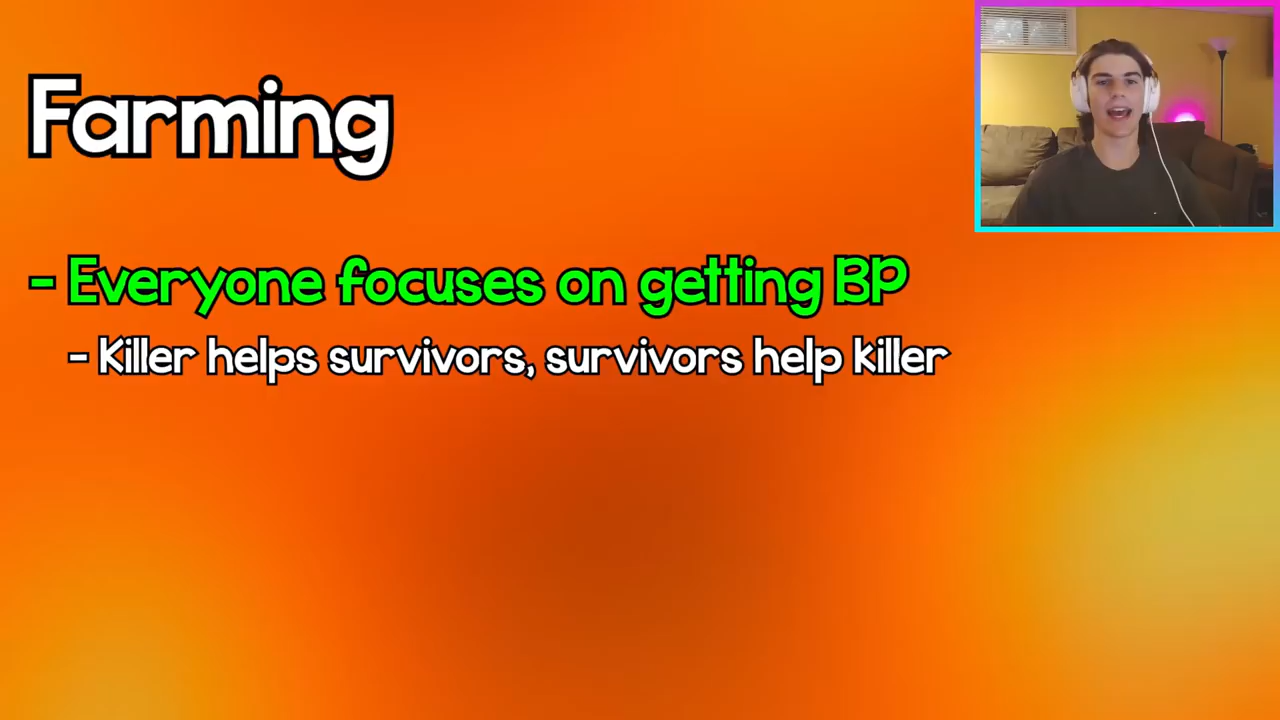 Farming
- Everyone focuses on getting BP
- Killer helps survivors, survivors help killer